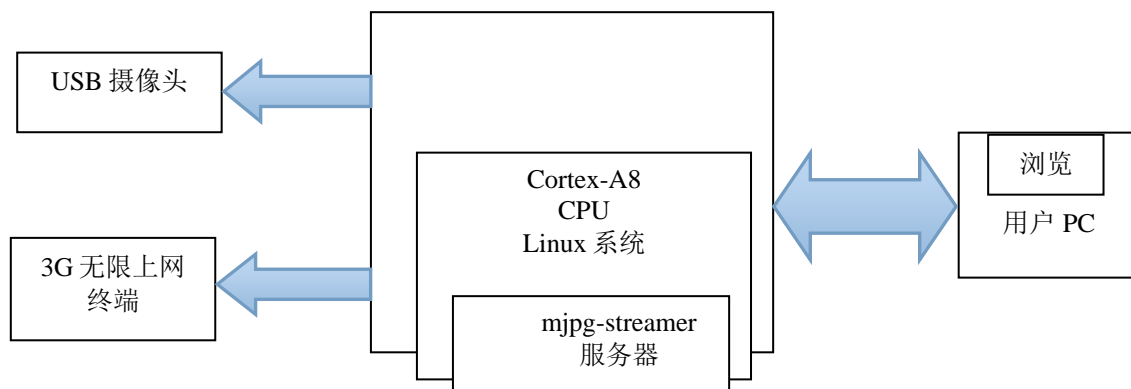 USB 摄像头
3G 无限上网
终端
Cortex-A8
CPU
Linux 系统
mjpg-streamer
服务器
浏览
用户 PC